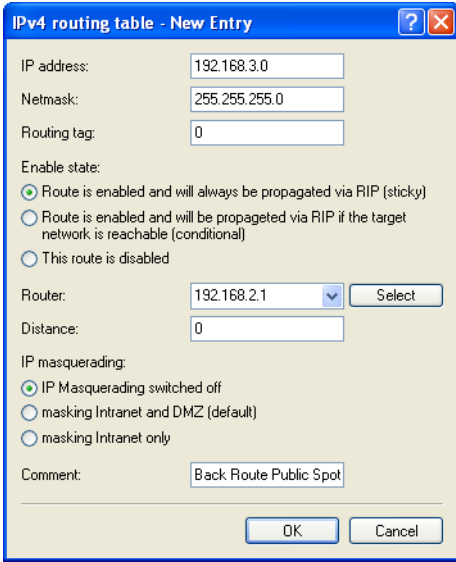 IPv4 routing table - New Entry
IP address: 192.168.3.0
Netmask: 255.255.255.0
Routing tag: 0
Enable state:
Route is enabled and will always be propagated via RIP (sticky)
Route is enabled and will be propageted via RIP if the target
network is reachable (conditional)
This route is disabled
Router: 192.168.2.1 Select
Distance: 0
IP masquerading:
IP Masquerading switched off
masking Intranet and DMZ (default)
masking Intranet only
Comment: Back Route Public Spot
OK Cancel